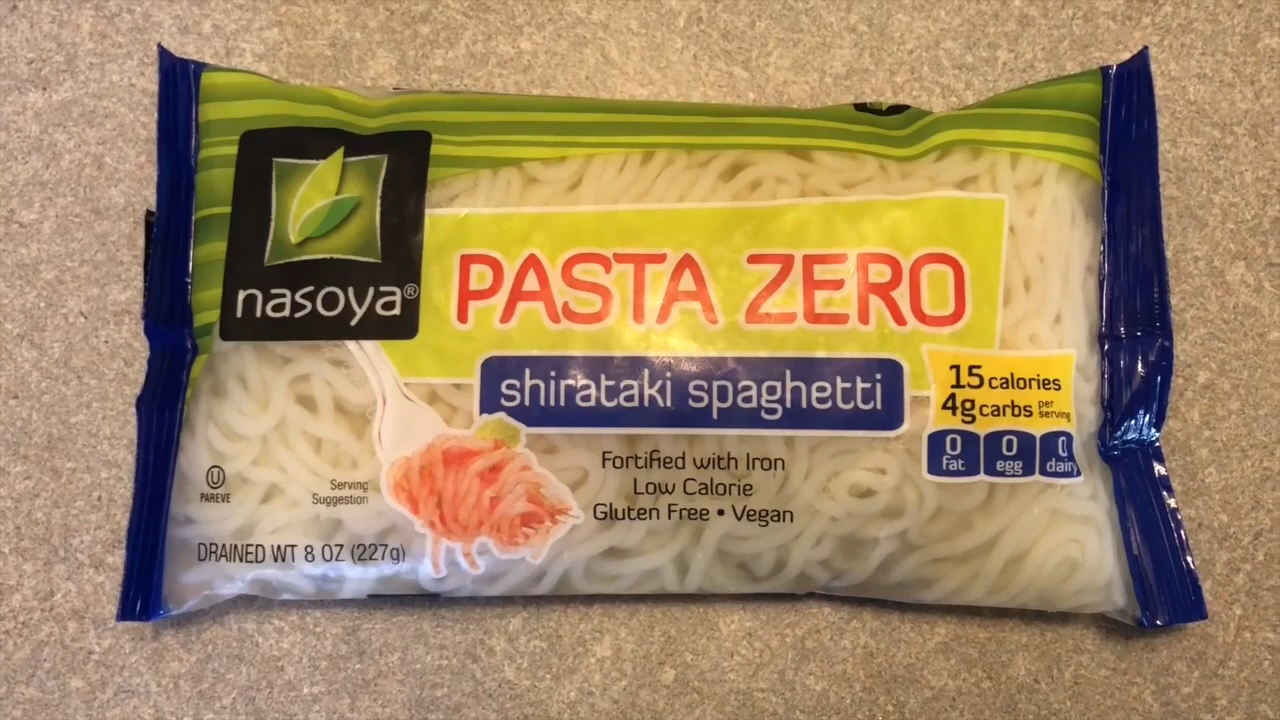 nasoya®
PASTA ZERO
shirataki spaghetti
15 calories
4g carbs per serving
0 fat
0 egg
0 dairy
Fortified with Iron
Low Calorie
Gluten Free • Vegan
U
PAREVE
Serving
Suggestion
DRAINED WT 8 OZ (227g)